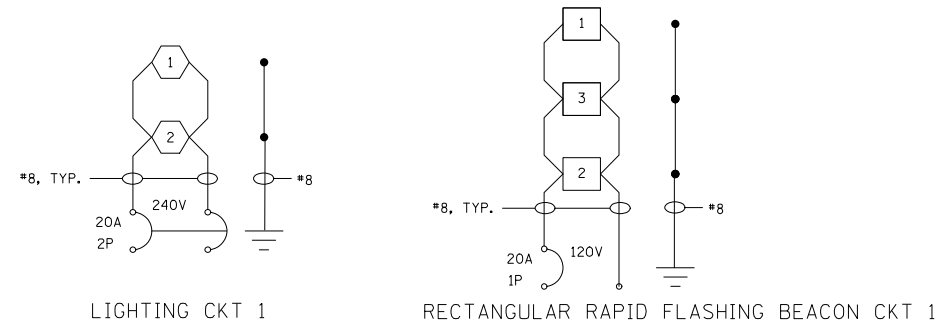 1
2
#8, TYP.
#8
240V
20A
2P
LIGHTING CKT 1
1
3
2
#8, TYP.
#8
20A
120V
1P
RECTANGULAR RAPID FLASHING BEACON CKT 1